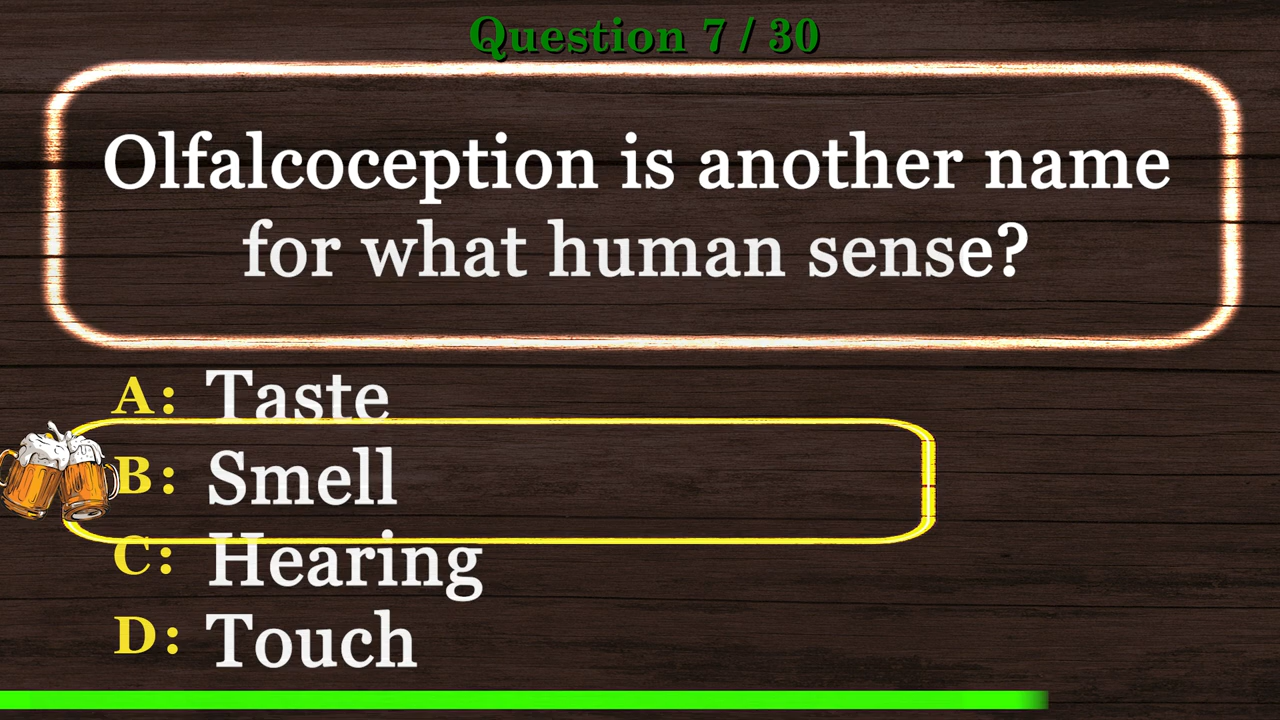 Question 7 / 30
Olfalcoception is another name
for what human sense?
A: Taste
B: Smell
C: Hearing
D: Touch